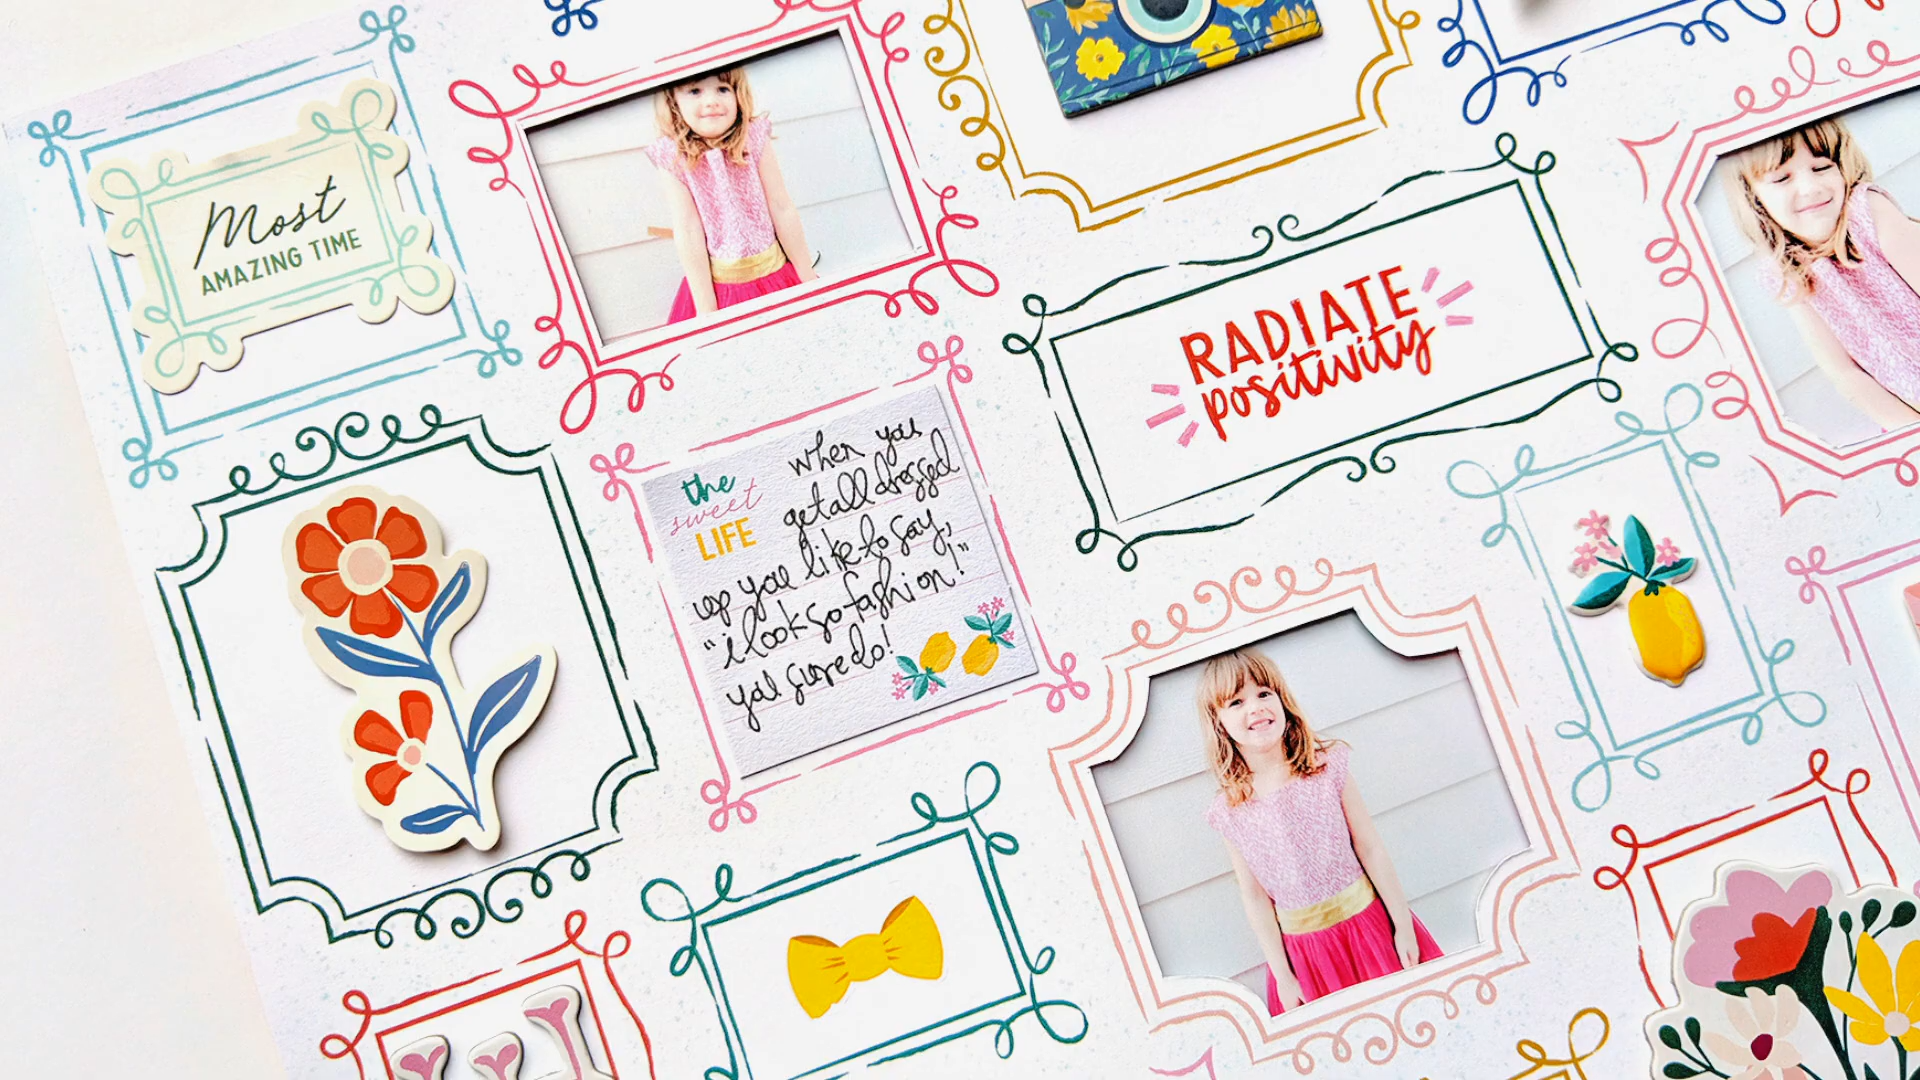 Most
AMAZING TIME
RADIATE
positivity
the
sweet
LIFE
when you
get all dressed
up you like to say,
"i look so fashion!"
you sure do!